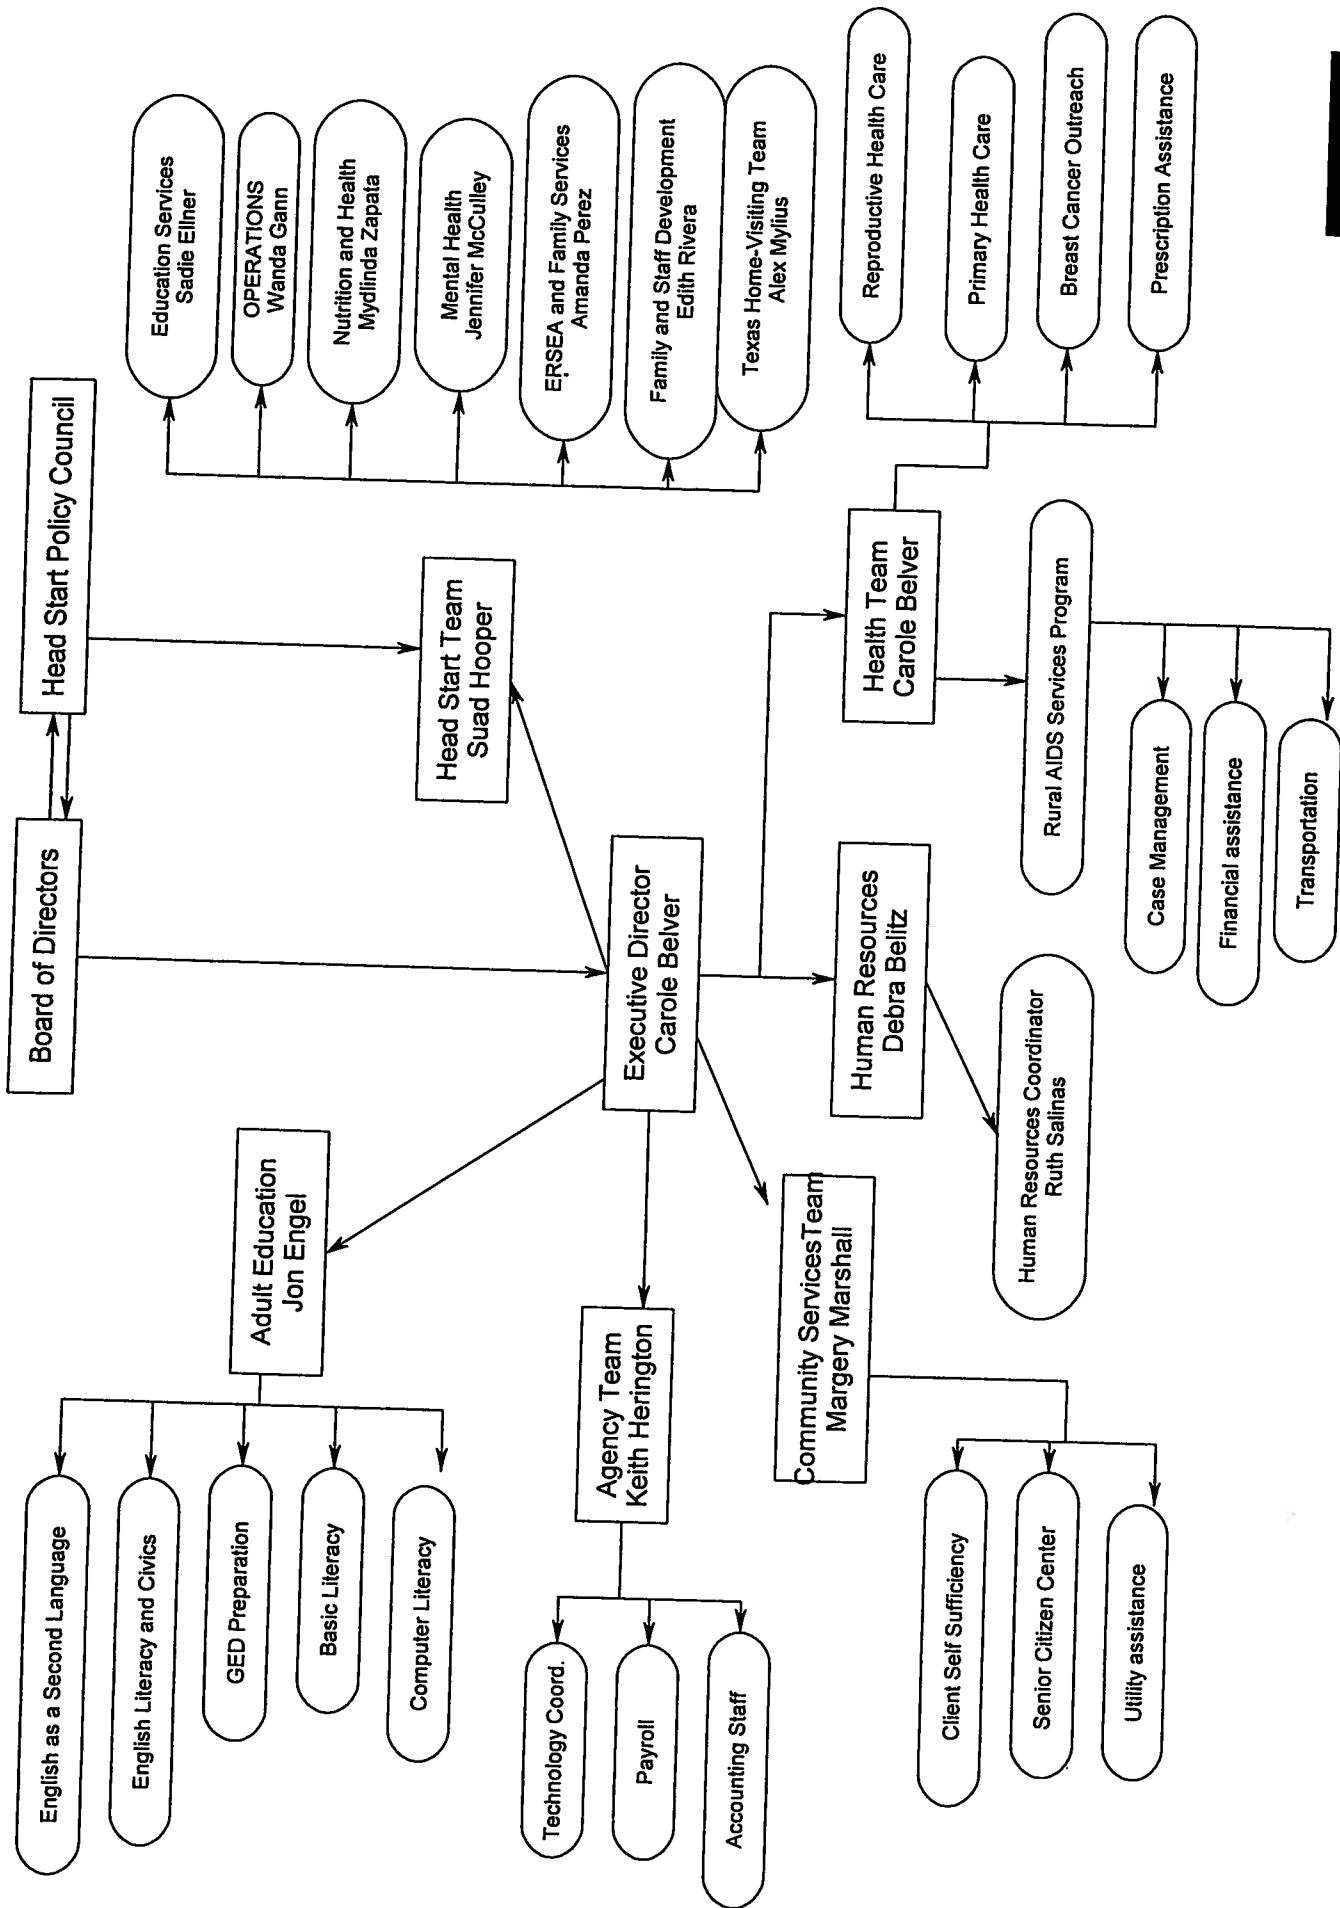 Board of Directors
Head Start Policy Council
Adult Education
Jon Engel
English as a Second Language
English Literacy and Civics
GED Preparation
Basic Literacy
Computer Literacy
Head Start Team
Suad Hooper
Education Services
Sadie Ellner
OPERATIONS
Wanda Gann
Nutrition and Health
Mydlinda Zapata
Mental Health
Jennifer McCulley
ERSEA and Family Services
Amanda Perez
Family and Staff Development
Edith Rivera
Texas Home-Visiting Team
Alex Mylius
Executive Director
Carole Belver
Agency Team
Keith Herington
Technology Coord.
Payroll
Accounting Staff
Community ServicesTeam
Margery Marshall
Client Self Sufficiency
Senior Citizen Center
Utility assistance
Human Resources
Debra Belitz
Human Resources Coordinator
Ruth Salinas
Health Team
Carole Belver
Rural AIDS Services Program
Case Management
Financial assistance
Transportation
Reproductive Health Care
Primary Health Care
Breast Cancer Outreach
Prescription Assistance